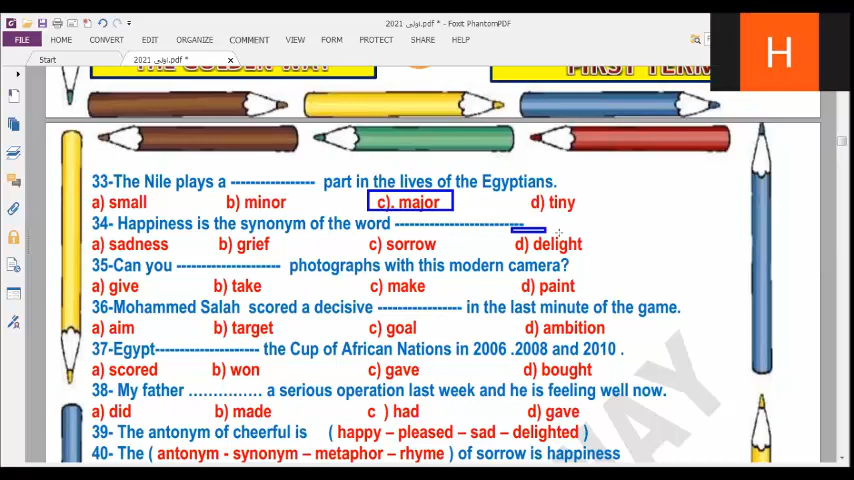 اولى 2021.pdf * - Foxit PhantomPDF
FILE HOME CONVERT EDIT ORGANIZE COMMENT VIEW FORM PROTECT SHARE HELP
Start
اولى 2021.pdf *
H
THE GOLDEN WAY
FIRST TERM
33-The Nile plays a ----------------- part in the lives of the Egyptians.
a) small b) minor c). major d) tiny
34- Happiness is the synonym of the word --------------------------
a) sadness b) grief c) sorrow d) delight
35-Can you --------------------- photographs with this modern camera?
a) give b) take c) make d) paint
36-Mohammed Salah scored a decisive ----------------- in the last minute of the game.
a) aim b) target c) goal d) ambition
37-Egypt--------------------- the Cup of African Nations in 2006 .2008 and 2010 .
a) scored b) won c) gave d) bought
38- My father …………… a serious operation last week and he is feeling well now.
a) did b) made c ) had d) gave
39- The antonym of cheerful is ( happy – pleased – sad – delighted )
40- The ( antonym - synonym – metaphor – rhyme ) of sorrow is happiness